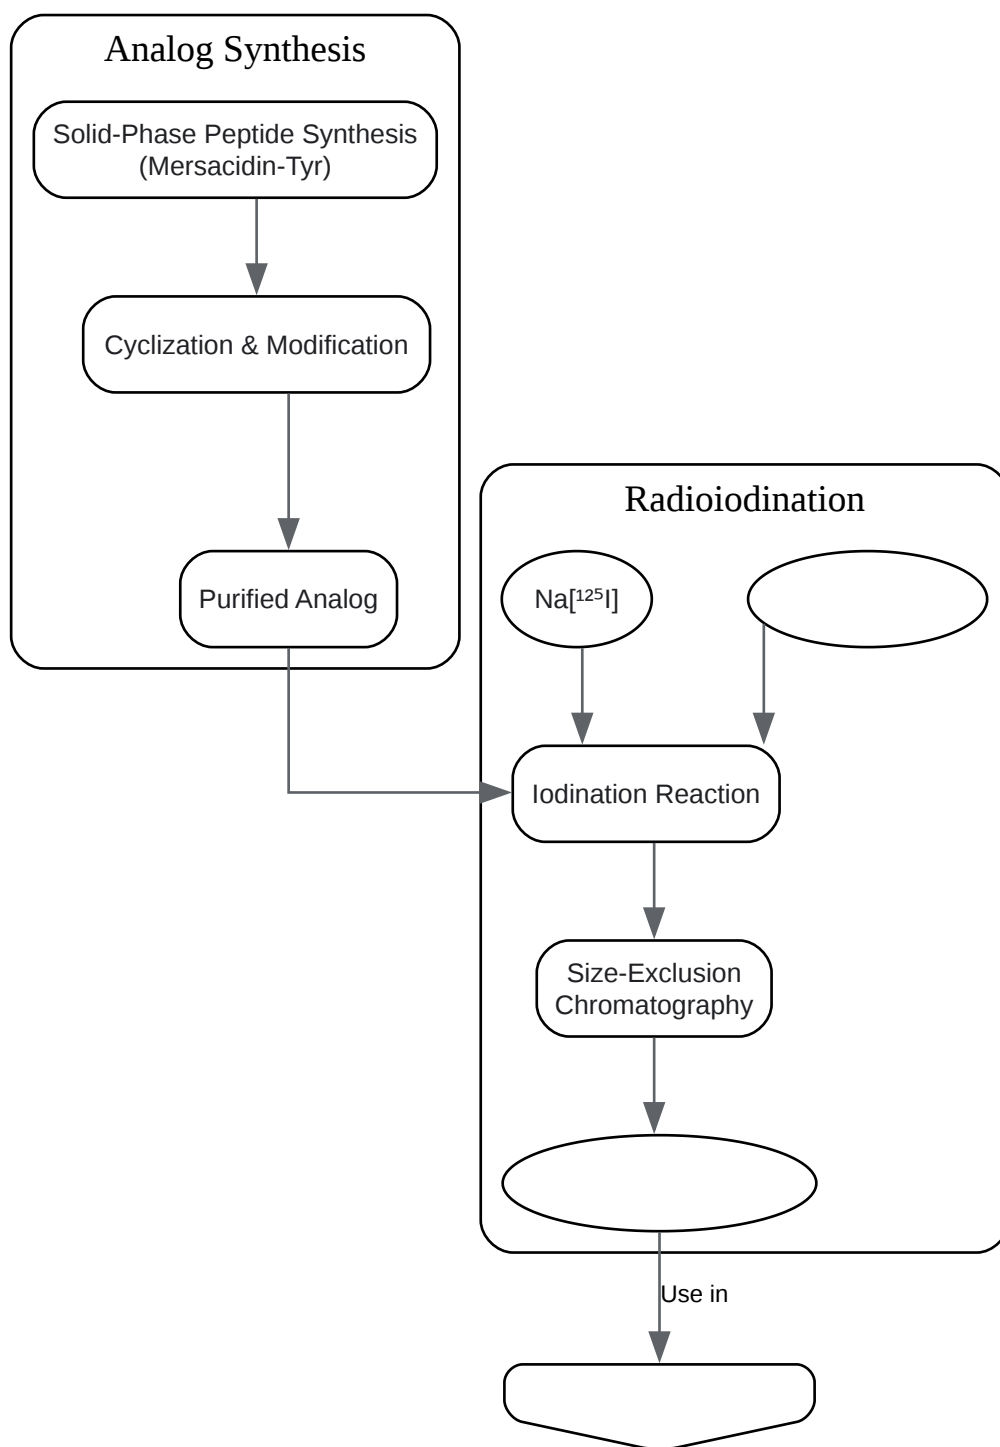 Analog Synthesis
Solid-Phase Peptide Synthesis
(Mersacidin-Tyr)
Cyclization & Modification
Purified Analog
Radioiodination
Na[¹²⁵I]
Iodination Reaction
Size-Exclusion
Chromatography
Use in